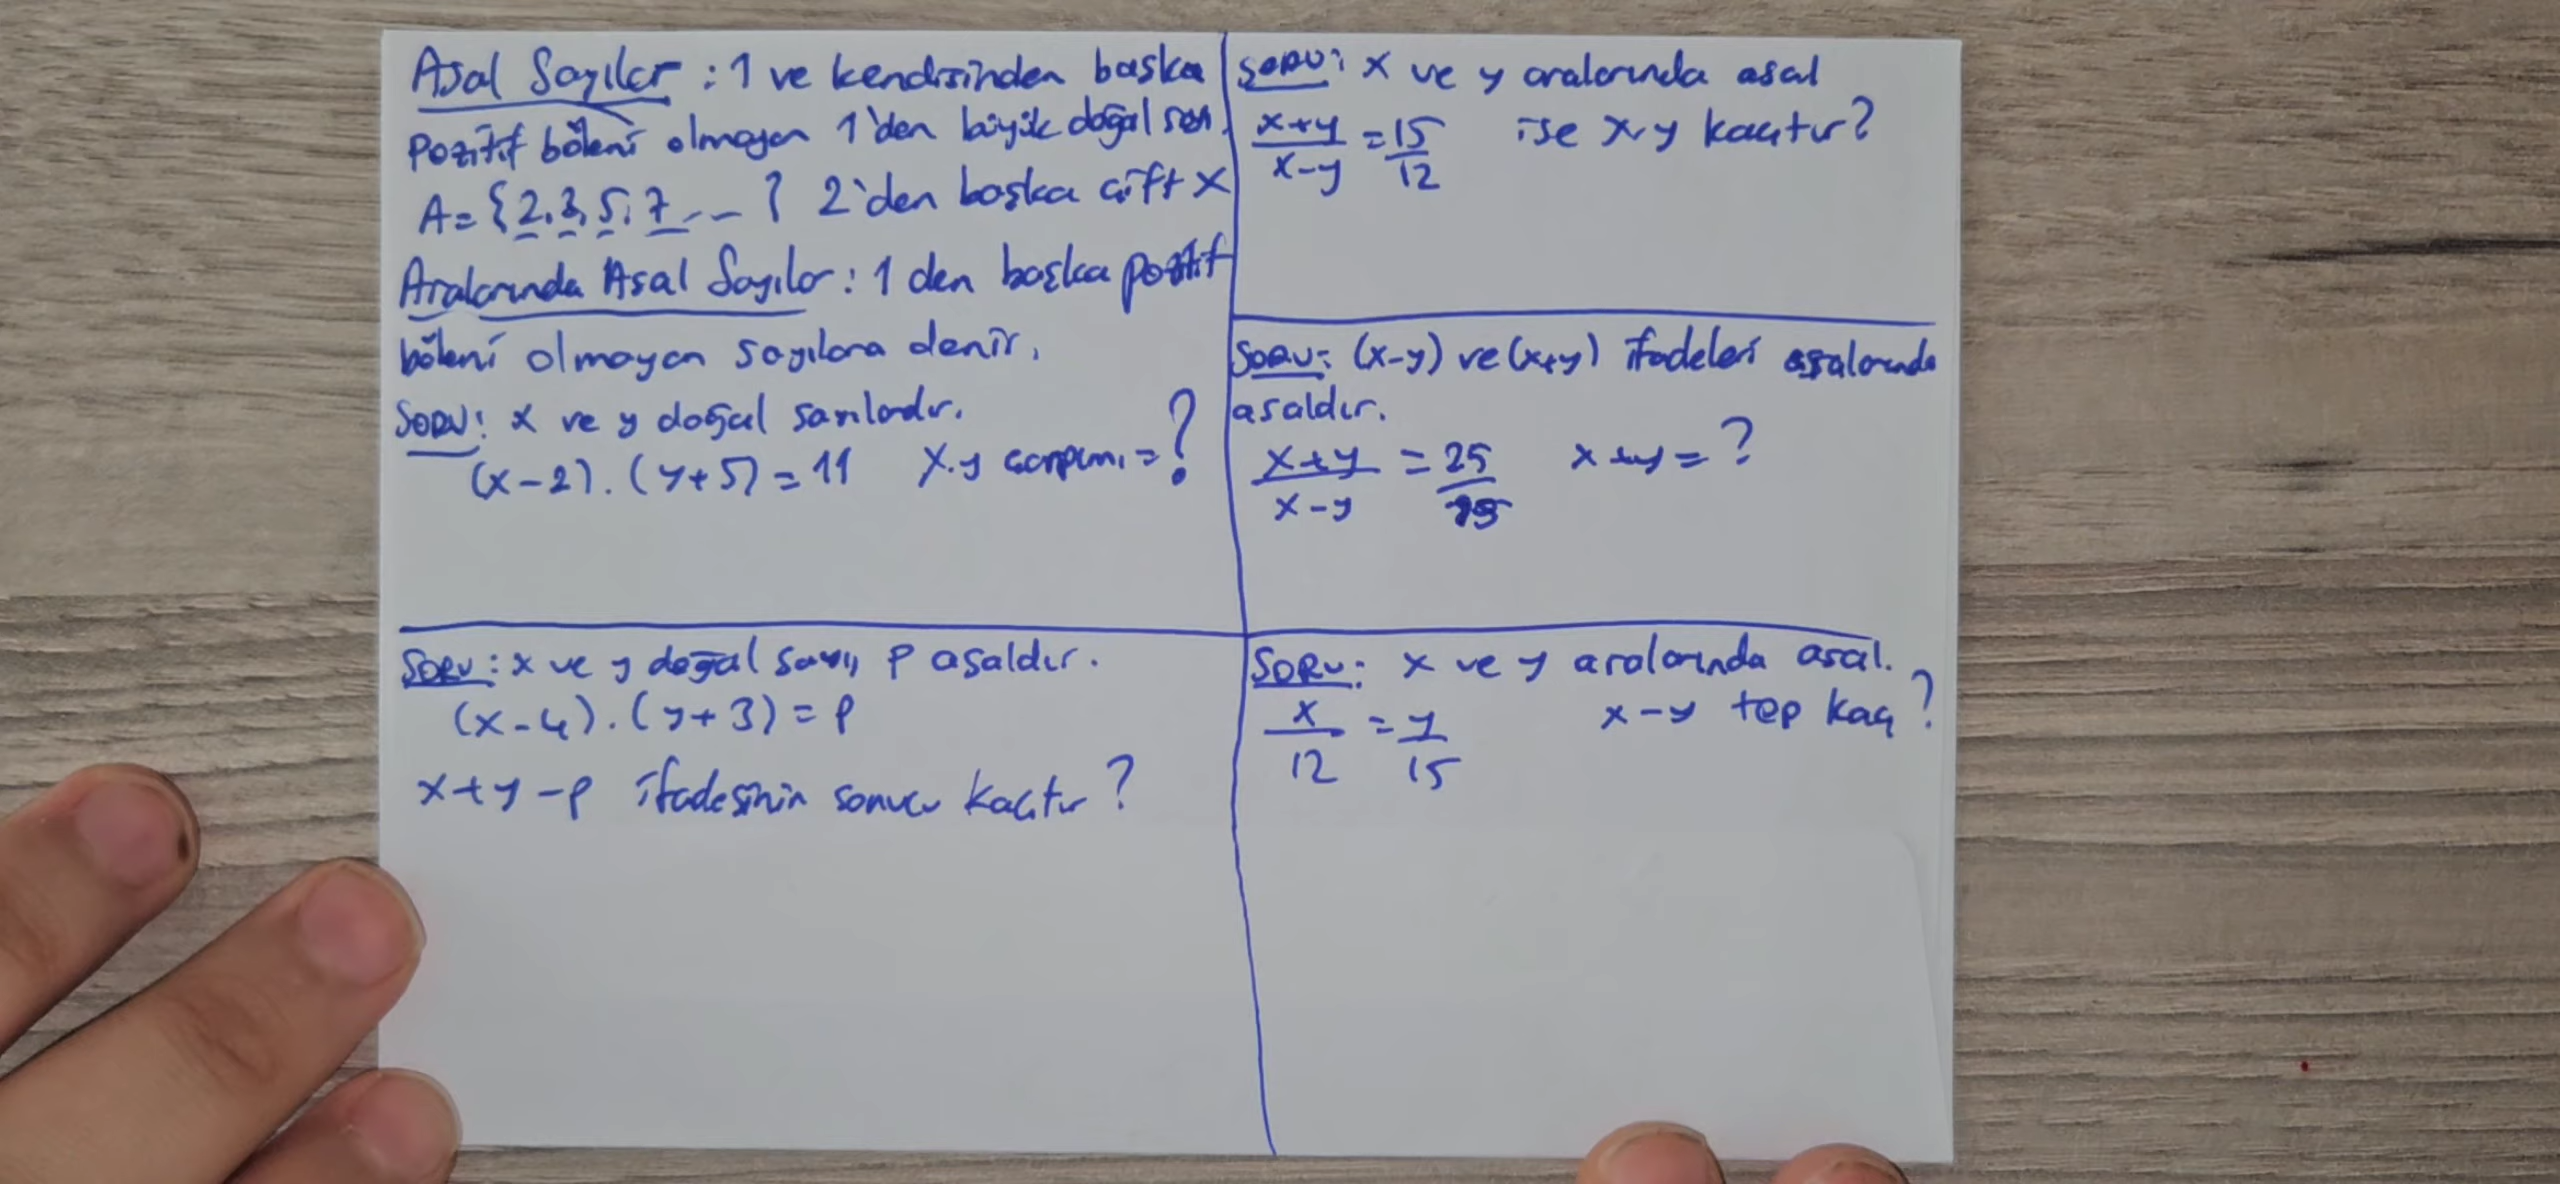 Asal Sayılar : 1 ve kendisinden başka
pozitif böleni olmayan 1'den büyük doğal sayı.
A = {2, 3, 5, 7 ... } 2'den başka çift X
Aralarında Asal Sayılar : 1 den başka pozitif
böleni olmayan sayılara denir.
SORU: x ve y doğal sayılardır.
(x-2).(y+5) = 11 x.y çarpımı = ?
SORU: x ve y doğal sayı, p asaldır.
(x-4).(y+3) = p
x+y-p ifadesinin sonucu kaçtır?
SORU: x ve y aralarında asal
x+y/x-y = 15/12 ise x.y kaçtır?
SORU: (x-y) ve (x+y) ifadeleri aralarında
asaldır.
x+y/x-y = 25/15 x+y = ?
SORU: x ve y aralarında asal.
x/12 = y/15 x-y kaç?